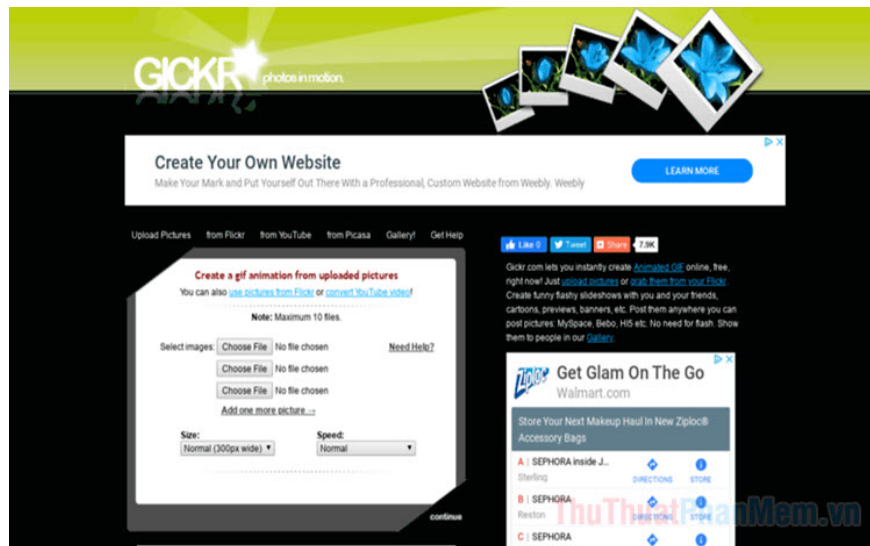 GICKR photos in motion.
Create Your Own Website
Make Your Mark and Put Yourself Out There With a Professional, Custom Website from Weebly. Weebly
LEARN MORE
Upload Pictures from Flickr from YouTube from Picasa Gallery! Get Help
Create a gif animation from uploaded pictures
You can also use pictures from Flickr or convert YouTube video!
Note: Maximum 10 files.
Select images: Choose File No file chosen Need Help?
Choose File No file chosen
Choose File No file chosen
Add one more picture →
Size: Speed:
Normal (300px wide) Normal
continue
Like 0 Tweet Share 7.9K
Gickr.com lets you instantly create Animated GIF online, free,
right now! Just upload pictures or grab them from your Flickr.
Create funny flashy slideshows with you and your friends,
cartoons, previews, banners, etc. Post them anywhere you can
post pictures: MySpace, Bebo, Hi5 etc. No need for flash. Show
them to people in our Gallery.
Ziploc Get Glam On The Go
Walmart.com
Store Your Next Makeup Haul In New Ziploc®
Accessory Bags
A | SEPHORA inside J...
Sterling DIRECTIONS STORE
B | SEPHORA
Reston DIRECTIONS STORE
C | SEPHORA
ThuThuatPhanMem.vn